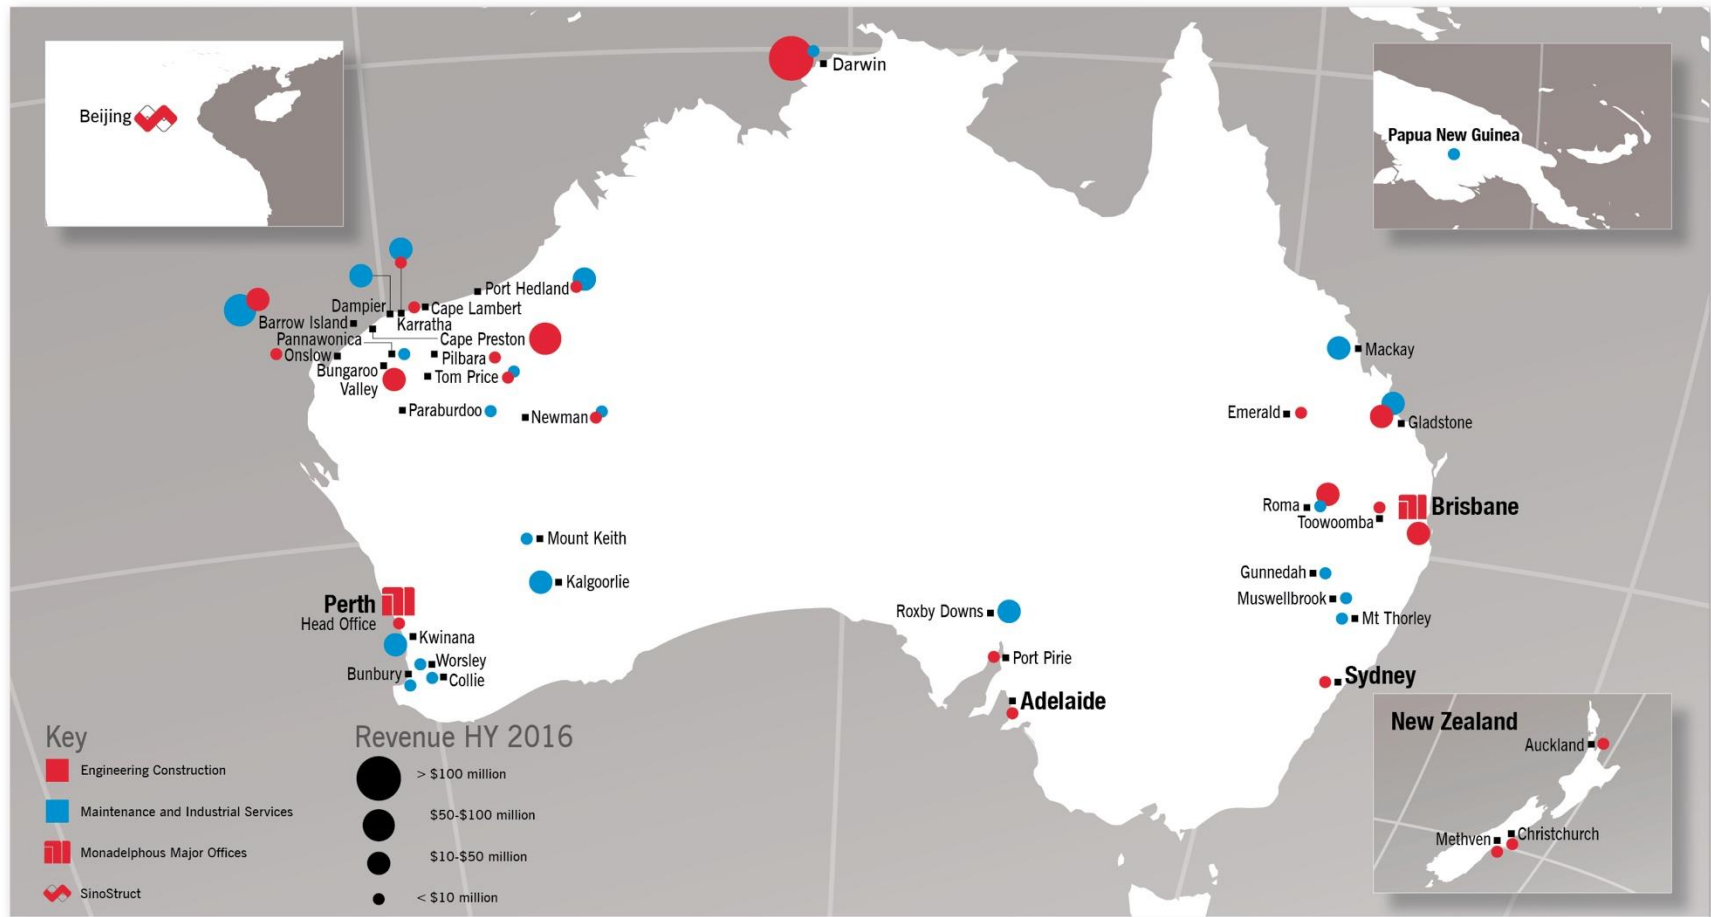 Darwin
Beijing
Papua New Guinea
Port Hedland
Dampier
Cape Lambert
Barrow Island
Karratha
Pannawonica
Cape Preston
Onslow
Pilbara
Bungaroo
Valley
Tom Price
Paraburdoo
Newman
Mackay
Emerald
Gladstone
Roma
Brisbane
Toowoomba
Mount Keith
Kalgoorlie
Gunnedah
Muswellbrook
Mt Thorley
Perth
Head Office
Kwinana
Worsley
Bunbury
Collie
Roxby Downs
Port Pirie
Adelaide
Sydney
New Zealand
Auckland
Christchurch
Methven
Key
Engineering Construction
Maintenance and Industrial Services
Monadelphous Major Offices
SinoStruct
Revenue HY 2016
> $100 million
$50-$100 million
$10-$50 million
< $10 million